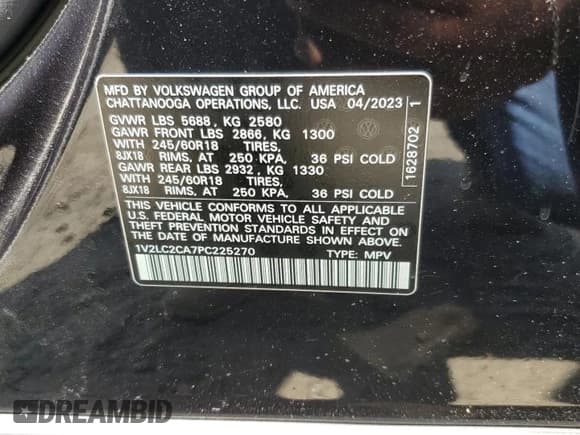 MFD BY VOLKSWAGEN GROUP OF AMERICA
CHATTANOOGA OPERATIONS, LLC. USA 04/2023
GVWR LBS 5688 , KG 2580
GAWR FRONT LBS 2866, KG 1300
WITH 245/60R18 TIRES,
8JX18 RIMS, AT 250 KPA, 36 PSI COLD
GAWR REAR LBS 2932 , KG 1330
WITH 245/60R18 TIRES,
8JX18 RIMS, AT 250 KPA, 36 PSI COLD
THIS VEHICLE CONFORMS TO ALL APPLICABLE
U.S. FEDERAL MOTOR VEHICLE SAFETY AND
THEFT PREVENTION STANDARDS IN EFFECT ON
THE DATE OF MANUFACTURE SHOWN ABOVE.
1V2LC2CA7PC225270 TYPE: MPV
1628702 1
DREAMBID